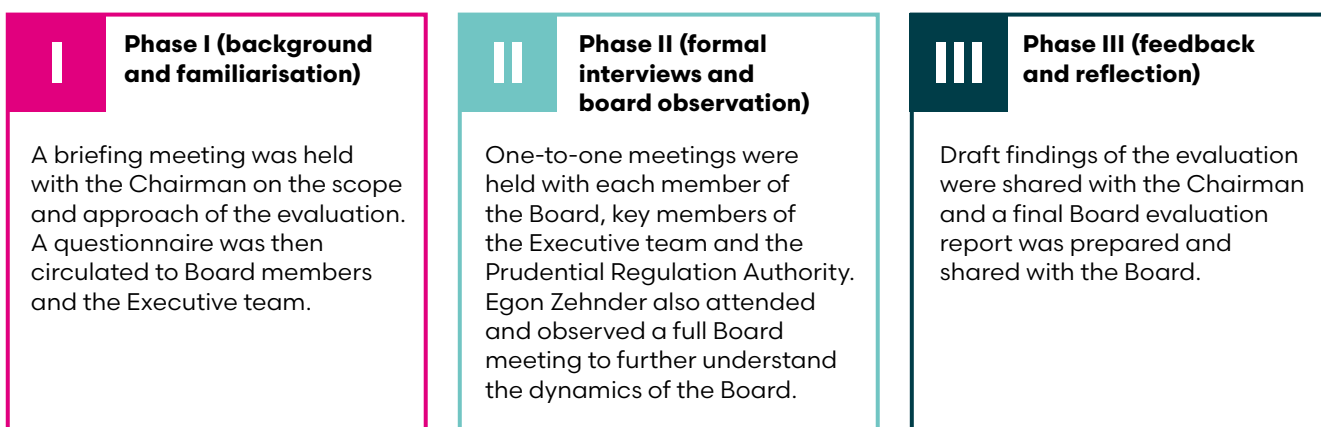 I
Phase I (background
and familiarisation)
A briefing meeting was held
with the Chairman on the scope
and approach of the evaluation.
A questionnaire was then
circulated to Board members
and the Executive team.
II
Phase II (formal
interviews and
board observation)
One-to-one meetings were
held with each member of
the Board, key members of
the Executive team and the
Prudential Regulation Authority.
Egon Zehnder also attended
and observed a full Board
meeting to further understand
the dynamics of the Board.
III
Phase III (feedback
and reflection)
Draft findings of the evaluation
were shared with the Chairman
and a final Board evaluation
report was prepared and
shared with the Board.